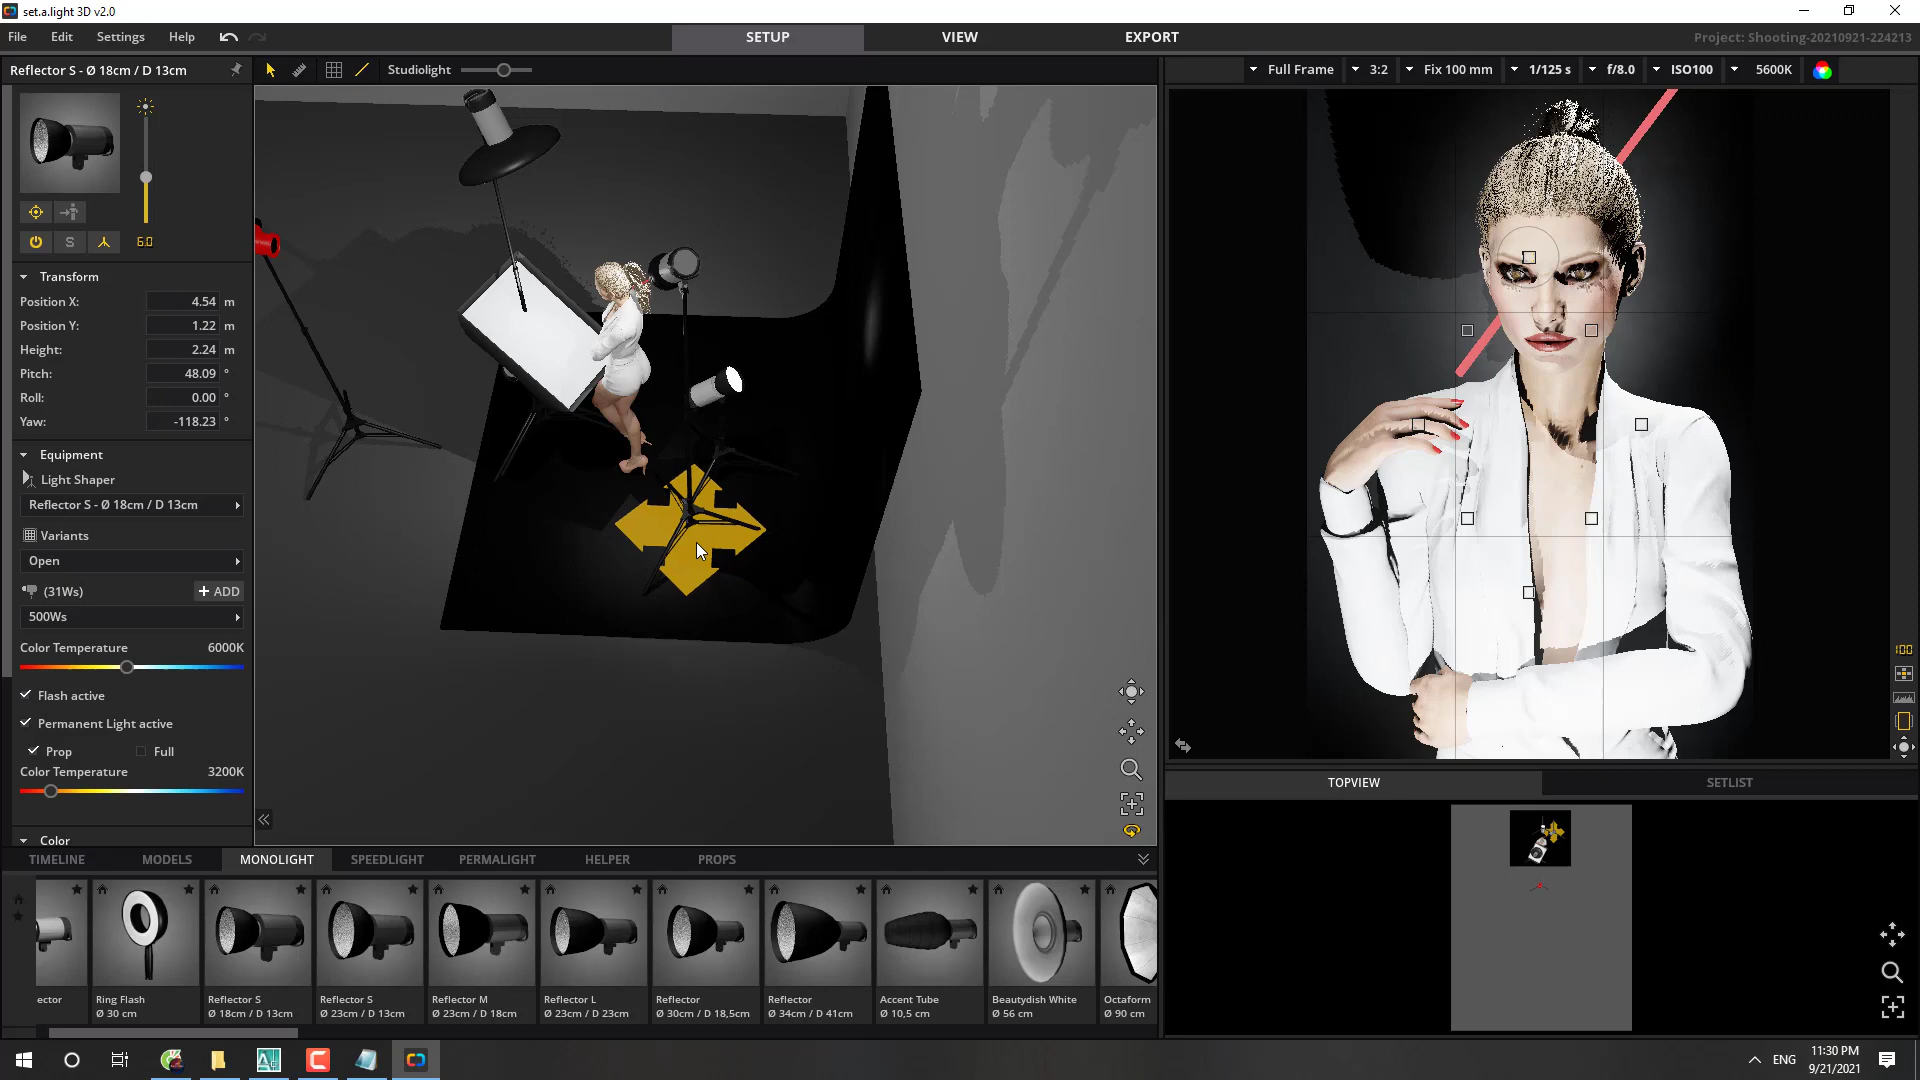 set.a.light 3D v2.0
File Edit Settings Help
SETUP VIEW EXPORT
Project: Shooting-20210921-224213
Reflector S - Ø 18cm / D 13cm
Studiolight
Full Frame 3:2 Fix 100 mm 1/125 s f/8.0 ISO100 5600K
S 6.0
Transform
Position X: 4.54 m
Position Y: 1.22 m
Height: 2.24 m
Pitch: 48.09 °
Roll: 0.00 °
Yaw: -118.23 °
Equipment
Light Shaper
Reflector S - Ø 18cm / D 13cm
Variants
Open
(31Ws) + ADD
500Ws
Color Temperature 6000K
Flash active
Permanent Light active
Prop Full
Color Temperature 3200K
Color
100
TOPVIEW SETLIST
TIMELINE MODELS MONOLIGHT SPEEDLIGHT PERMALIGHT HELPER PROPS
ector
Ring Flash
Ø 30 cm
Reflector S
Ø 18cm / D 13cm
Reflector S
Ø 23cm / D 13cm
Reflector M
Ø 23cm / D 18cm
Reflector L
Ø 23cm / D 23cm
Reflector
Ø 30cm / D 18,5cm
Reflector
Ø 34cm / D 41cm
Accent Tube
Ø 10,5 cm
Beautydish White
Ø 56 cm
Octaform
Ø 90 cm
ENG
11:30 PM
9/21/2021